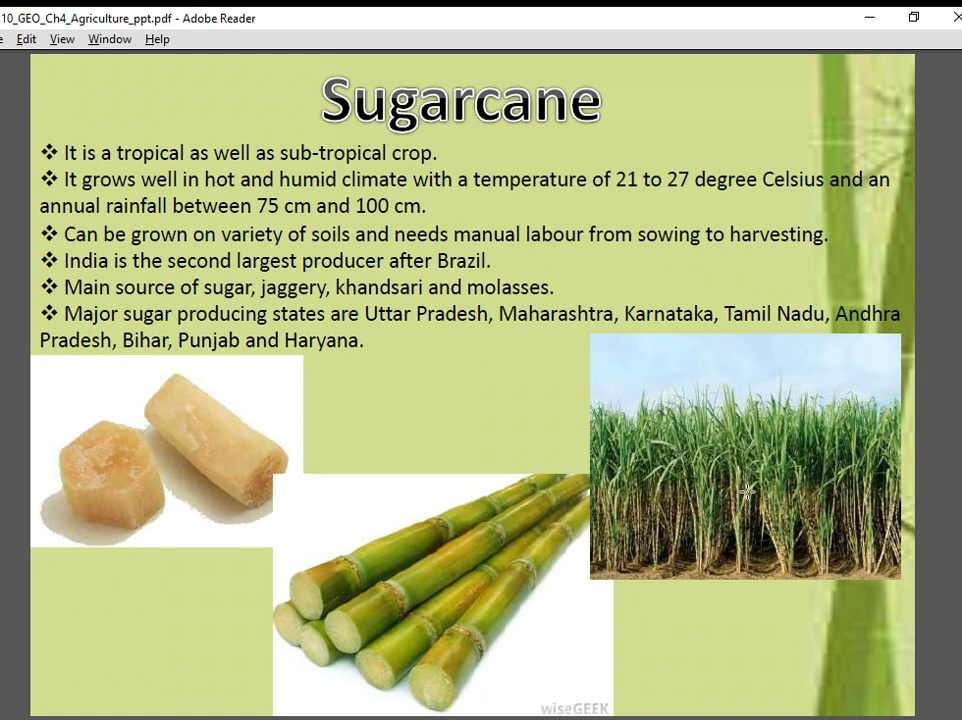 10_GEO_Ch4_Agriculture_ppt.pdf - Adobe Reader
Edit View Window Help
Sugarcane
❖ It is a tropical as well as sub-tropical crop.
❖ It grows well in hot and humid climate with a temperature of 21 to 27 degree Celsius and an
annual rainfall between 75 cm and 100 cm.
❖ Can be grown on variety of soils and needs manual labour from sowing to harvesting.
❖ India is the second largest producer after Brazil.
❖ Main source of sugar, jaggery, khandsari and molasses.
❖ Major sugar producing states are Uttar Pradesh, Maharashtra, Karnataka, Tamil Nadu, Andhra
Pradesh, Bihar, Punjab and Haryana.
wiseGEEK